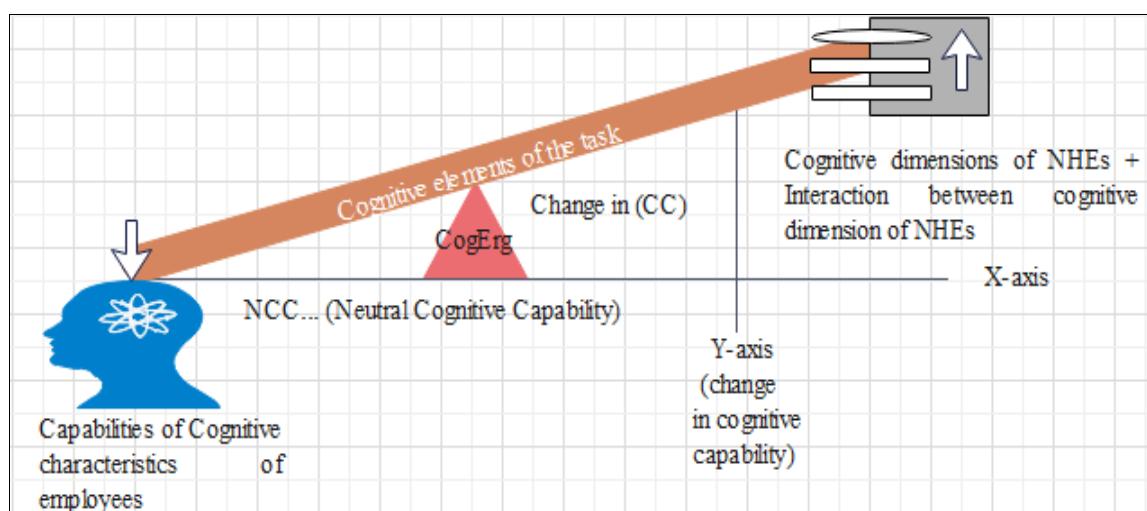 Cognitive elements of the task
Cognitive dimensions of NHEs +
Interaction between cognitive
dimension of NHEs
Change in (CC)
CogErg
X-axis
NCC... (Neutral Cognitive Capability)
Y-axis
(change
in cognitive
capability)
Capabilities of Cognitive
characteristics of
employees